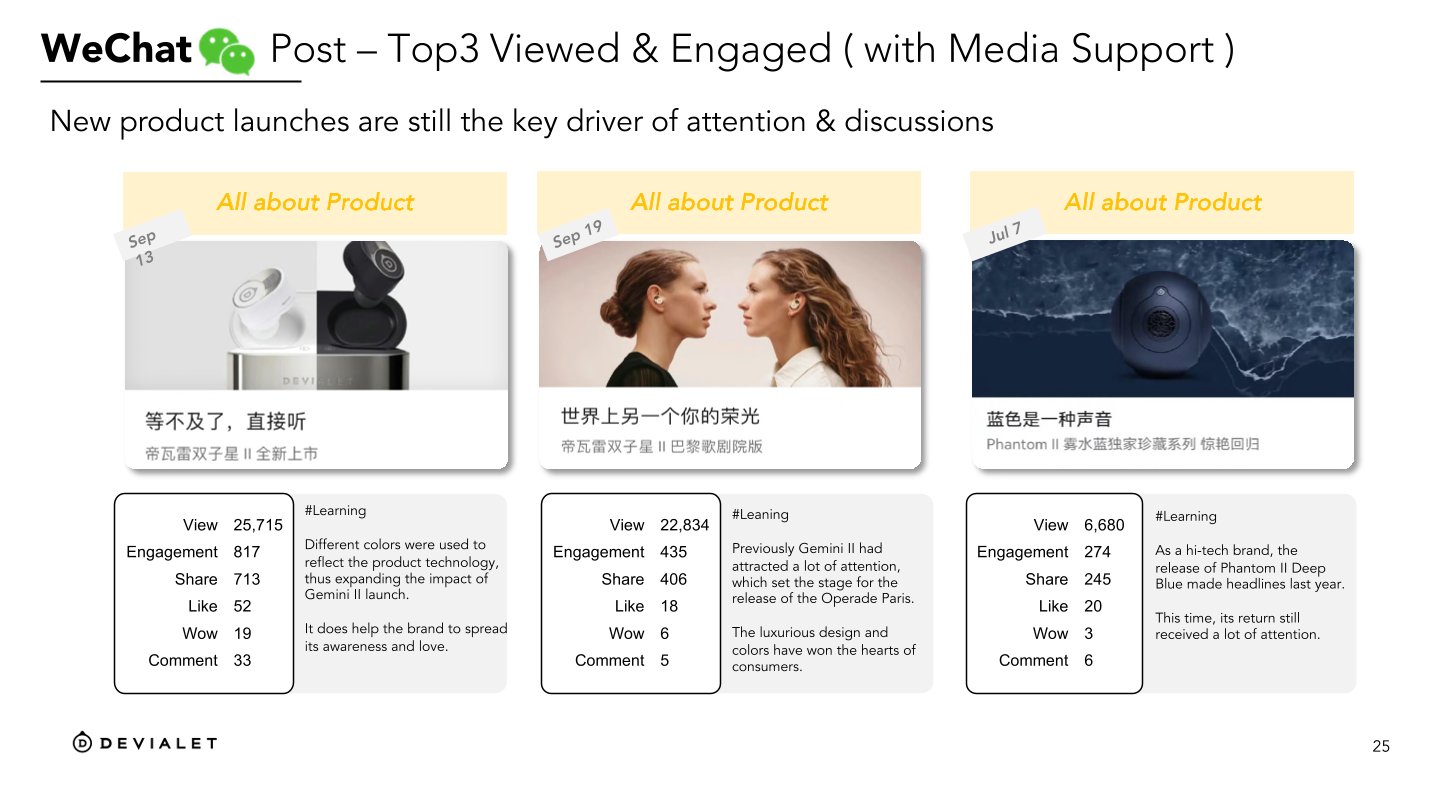 WeChat Post – Top3 Viewed & Engaged ( with Media Support )
New product launches are still the key driver of attention & discussions
All about Product
Sep
13
DEVIALET
等不及了，直接听
帝瓦雷双子星 II 全新上市
View 25,715
Engagement 817
Share 713
Like 52
Wow 19
Comment 33
#Learning
Different colors were used to
reflect the product technology,
thus expanding the impact of
Gemini II launch.
It does help the brand to spread
its awareness and love.
All about Product
Sep 19
世界上另一个你的荣光
帝瓦雷双子星 II 巴黎歌剧院版
View 22,834
Engagement 435
Share 406
Like 18
Wow 6
Comment 5
#Leaning
Previously Gemini II had
attracted a lot of attention,
which set the stage for the
release of the Operade Paris.
The luxurious design and
colors have won the hearts of
consumers.
All about Product
Jul 7
蓝色是一种声音
Phantom II 雾水蓝独家珍藏系列 惊艳回归
View 6,680
Engagement 274
Share 245
Like 20
Wow 3
Comment 6
#Learning
As a hi-tech brand, the
release of Phantom II Deep
Blue made headlines last year.
This time, its return still
received a lot of attention.
DEVIALET
25